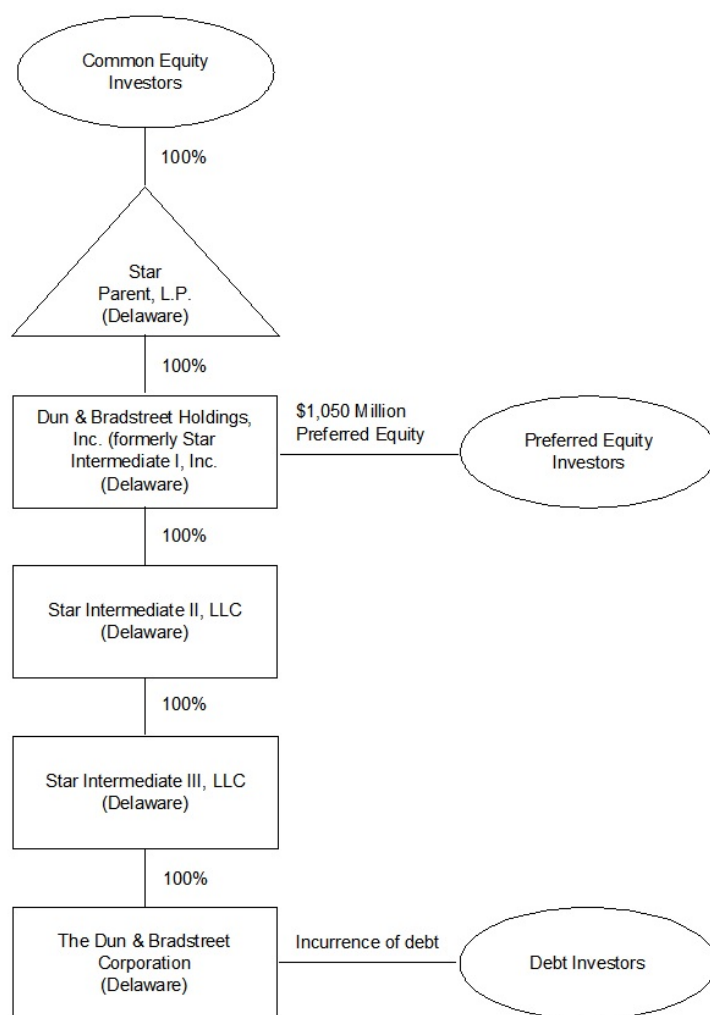 Common Equity
Investors
100%
Star
Parent, L.P.
(Delaware)
100%
Dun & Bradstreet Holdings,
Inc. (formerly Star
Intermediate I, Inc.
(Delaware)
$1,050 Million
Preferred Equity
Preferred Equity
Investors
100%
Star Intermediate II, LLC
(Delaware)
100%
Star Intermediate III, LLC
(Delaware)
100%
The Dun & Bradstreet
Corporation
(Delaware)
Incurrence of debt
Debt Investors